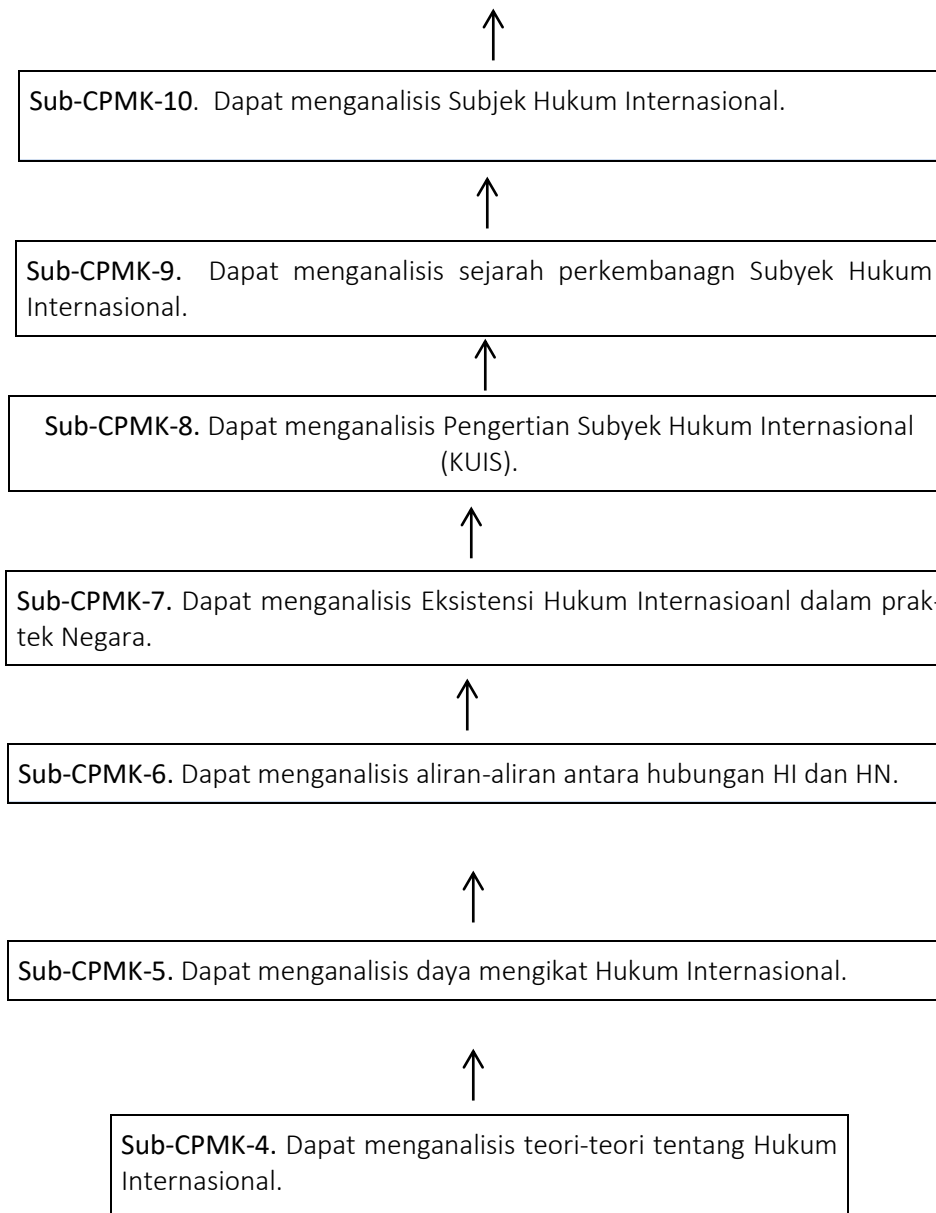 Sub-CPMK-10. Dapat menganalisis Subjek Hukum Internasional.
Sub-CPMK-9. Dapat menganalisis sejarah perkembanagn Subyek Hukum
Internasional.
Sub-CPMK-8. Dapat menganalisis Pengertian Subyek Hukum Internasional
(KUIS).
Sub-CPMK-7. Dapat menganalisis Eksistensi Hukum Internasioanl dalam prak-
tek Negara.
Sub-CPMK-6. Dapat menganalisis aliran-aliran antara hubungan HI dan HN.
Sub-CPMK-5. Dapat menganalisis daya mengikat Hukum Internasional.
Sub-CPMK-4. Dapat menganalisis teori-teori tentang Hukum
Internasional.